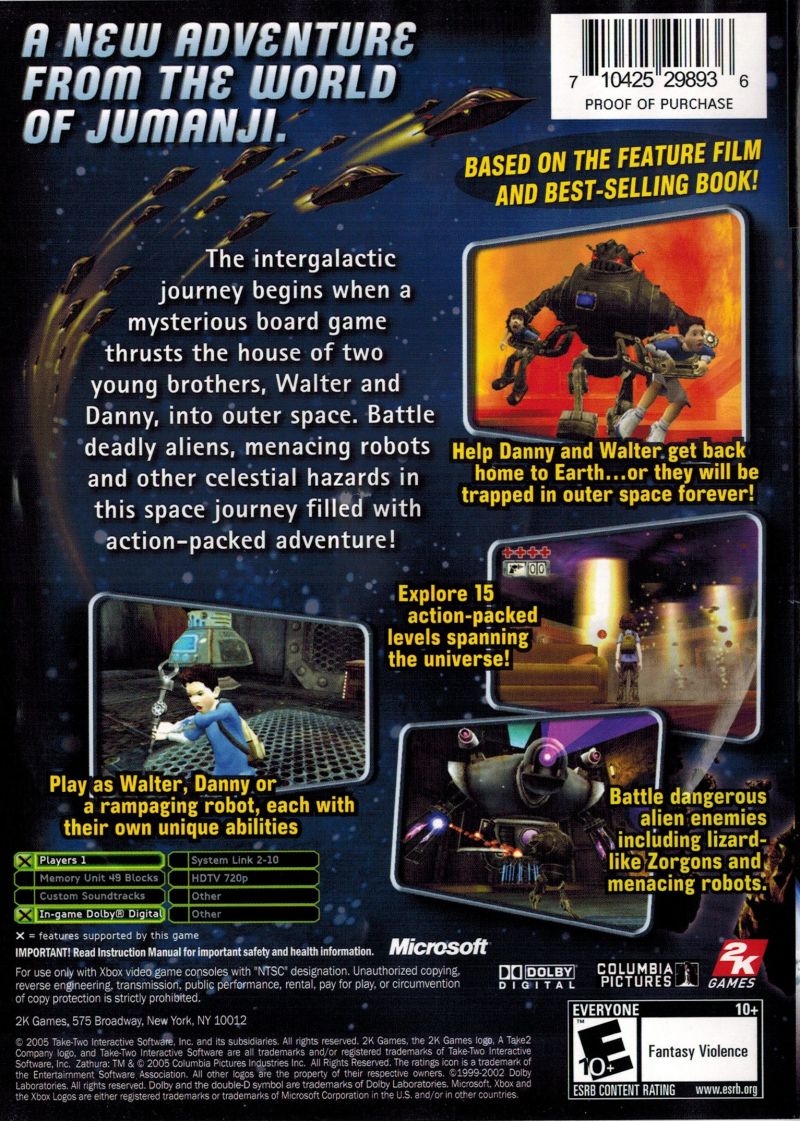 A NEW ADVENTURE
FROM THE WORLD
OF JUMANJI.
7 10425 29893 6
PROOF OF PURCHASE
BASED ON THE FEATURE FILM
AND BEST-SELLING BOOK!
The intergalactic
journey begins when a
mysterious board game
thrusts the house of two
young brothers, Walter and
Danny, into outer space. Battle
deadly aliens, menacing robots
and other celestial hazards in
this space journey filled with
action-packed adventure!
Help Danny and Walter get back
home to Earth...or they will be
trapped in outer space forever!
00
Explore 15
action-packed
levels spanning
the universe!
Play as Walter, Danny or
a rampaging robot, each with
their own unique abilities
Battle dangerous
alien enemies
including lizard-
like Zorgons and
menacing robots.
X Players 1
System Link 2-10
Memory Unit 49 Blocks
HDTV 720p
Custom Soundtracks
Other
X In-game Dolby® Digital
Other
X = features supported by this game
IMPORTANT! Read Instruction Manual for important safety and health information.
Microsoft
For use only with Xbox video game consoles with "NTSC" designation. Unauthorized copying,
reverse engineering, transmission, public performance, rental, pay for play, or circumvention
of copy protection is strictly prohibited.
DOLBY
DIGITAL
COLUMBIA
PICTURES
2K
GAMES
2K Games, 575 Broadway, New York, NY 10012
© 2005 Take-Two Interactive Software, Inc. and its subsidiaries. All rights reserved. 2K Games, the 2K Games logo, A Take2
Company logo, and Take-Two Interactive Software are all trademarks and/or registered trademarks of Take-Two Interactive
Software, Inc. Zathura: TM & © 2005 Columbia Pictures Industries Inc. All Rights Reserved. The ratings icon is a trademark of
the Entertainment Software Association. All other logos are the property of their respective owners. ©1999-2002 Dolby
Laboratories. All rights reserved. Dolby and the double-D symbol are trademarks of Dolby Laboratories. Microsoft, Xbox and
the Xbox Logos are either registered trademarks or trademarks of Microsoft Corporation in the U.S. and/or in other countries.
EVERYONE 10+
E
10+
TM
Fantasy Violence
ESRB CONTENT RATING www.esrb.org